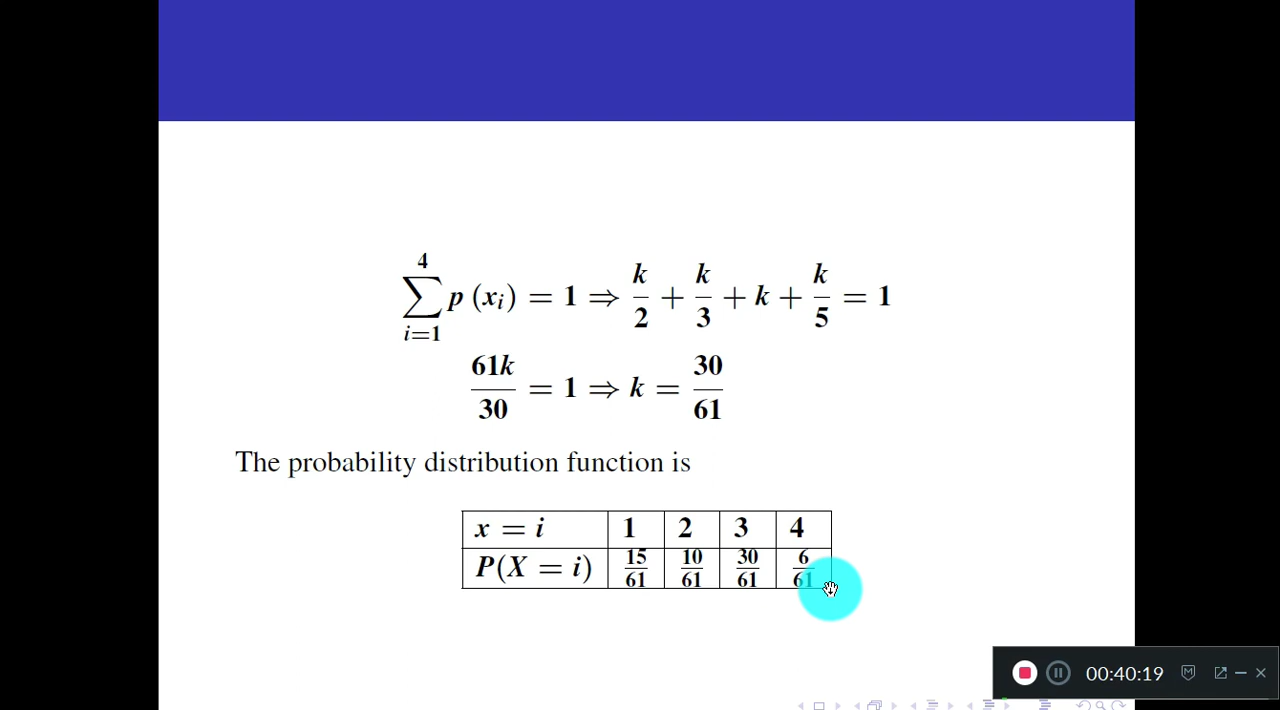 4
∑ p (xᵢ) = 1 ⇒ k/2 + k/3 + k + k/5 = 1
i=1
61k/30 = 1 ⇒ k = 30/61
The probability distribution function is
x = i 1 2 3 4
P(X = i) 15/61 10/61 30/61 6/61
00:40:19